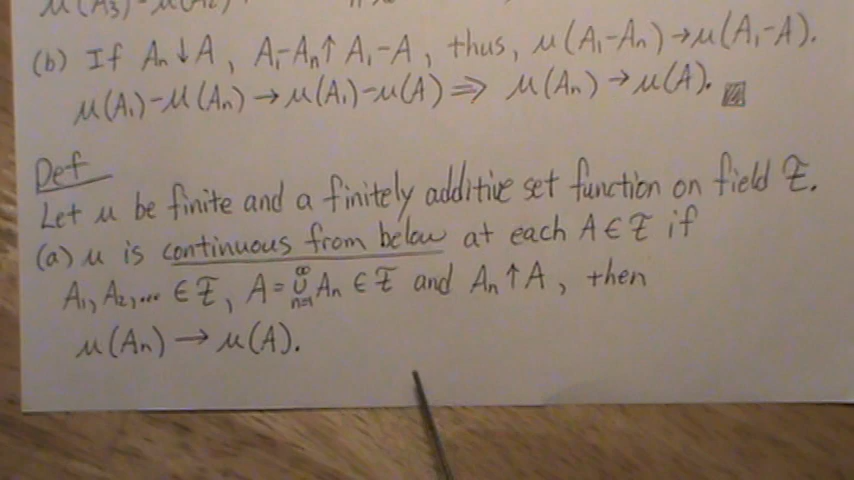 μ(A₃)-μ(A₂)
(b) If An ↓ A, A₁-An ↑ A₁-A, thus, μ(A₁-An) → μ(A₁-A).
μ(A₁)-μ(An) → μ(A₁)-μ(A) ⇒ μ(An) → μ(A).
Def
Let μ be finite and a finitely additive set function on field ℱ.
(a) μ is continuous from below at each A ∈ ℱ if
A₁, A₂, ... ∈ ℱ, A = ∞∪n=1 An ∈ ℱ and An ↑ A, then
μ(An) → μ(A).